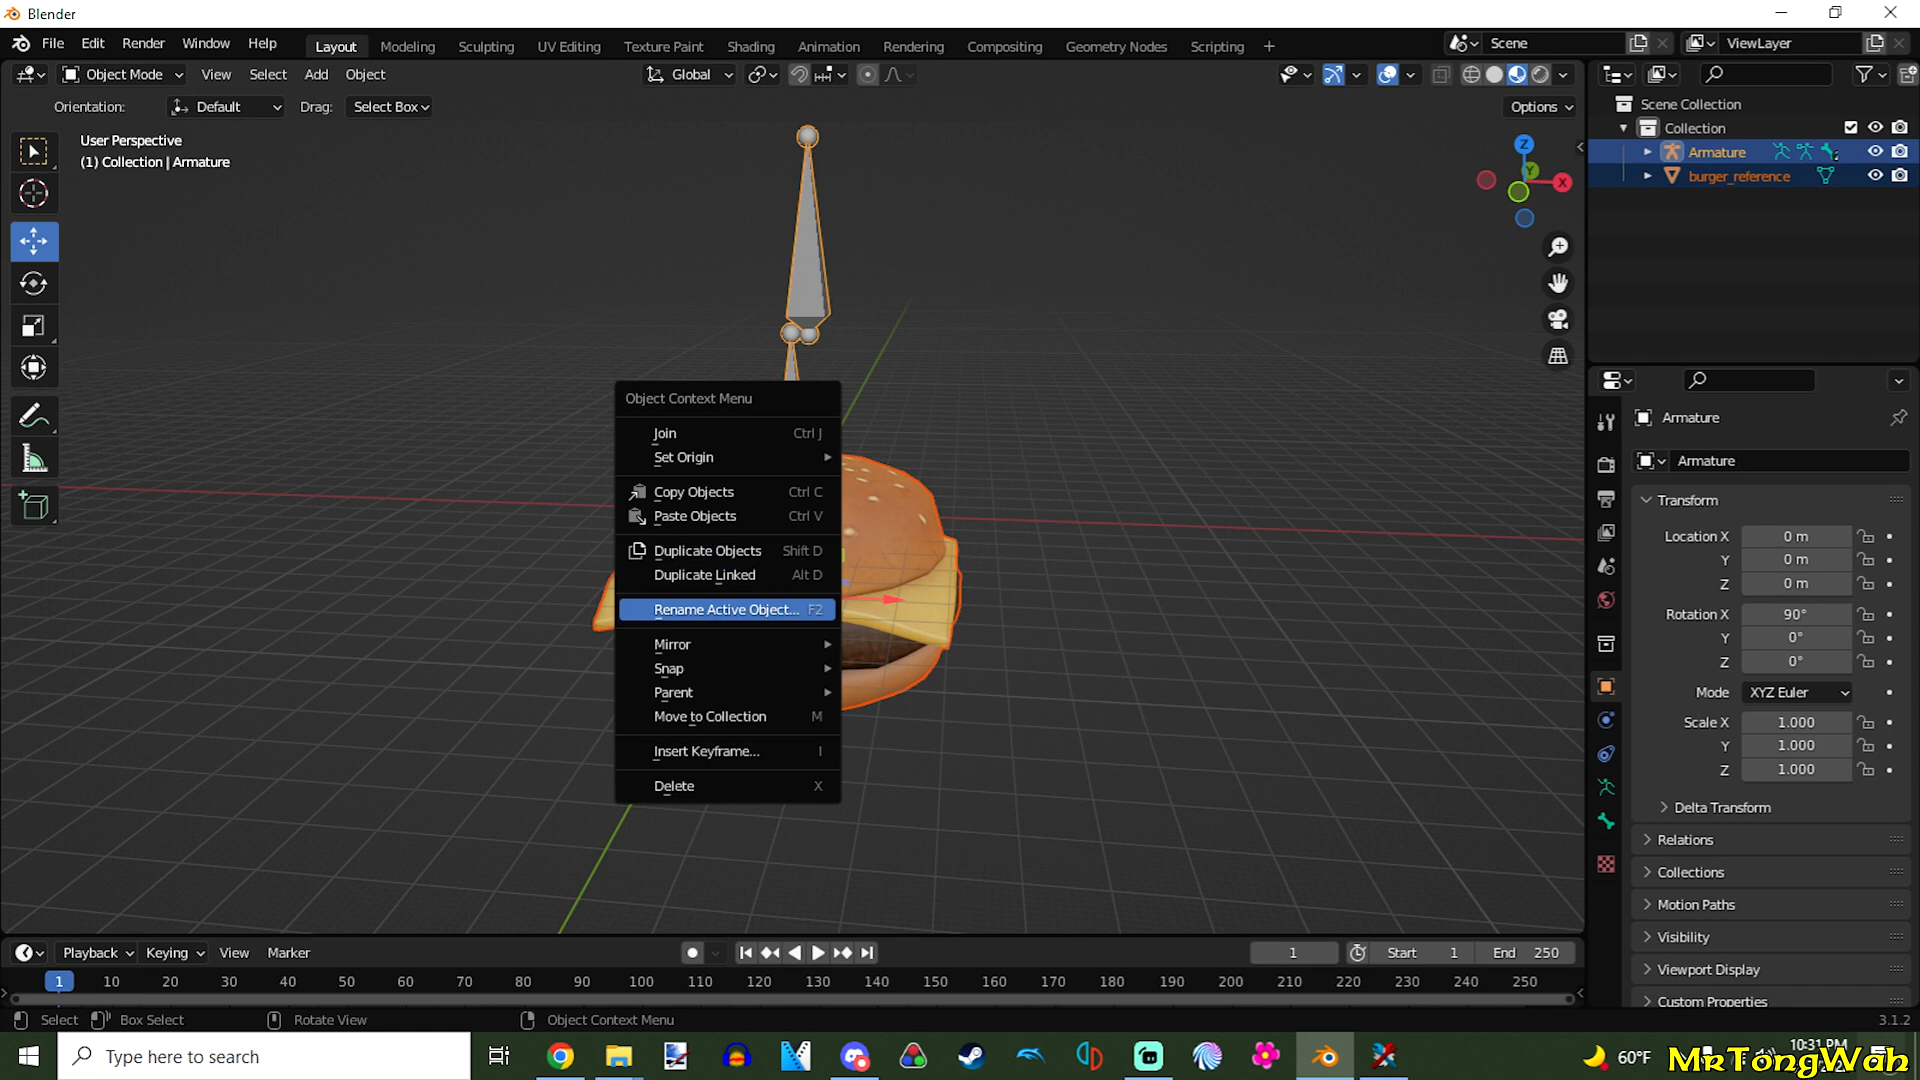 Blender
File Edit Render Window Help Layout Modeling Sculpting UV Editing Texture Paint Shading Animation Rendering Compositing Geometry Nodes Scripting + Scene ViewLayer
Object Mode View Select Add Object Global
Orientation: Default Drag: Select Box Options
User Perspective
(1) Collection | Armature
Z
Y
X
Scene Collection
Collection
Armature 2
burger_reference
Object Context Menu
Join Ctrl J
Set Origin
Copy Objects Ctrl C
Paste Objects Ctrl V
Duplicate Objects Shift D
Duplicate Linked Alt D
Rename Active Object... F2
Mirror
Snap
Parent
Move to Collection M
Insert Keyframe... I
Delete X
Armature
Armature
Transform
Location X 0 m
Y 0 m
Z 0 m
Rotation X 90°
Y 0°
Z 0°
Mode XYZ Euler
Scale X 1.000
Y 1.000
Z 1.000
Delta Transform
Relations
Collections
Motion Paths
Visibility
Viewport Display
Custom Properties
Playback Keying View Marker 1 Start 1 End 250
1 10 20 30 40 50 60 70 80 90 100 110 120 130 140 150 160 170 180 190 200 210 220 230 240 250
Select Box Select Rotate View Object Context Menu 3.1.2
Type here to search 60°F 10:31 PM
MrTongWah